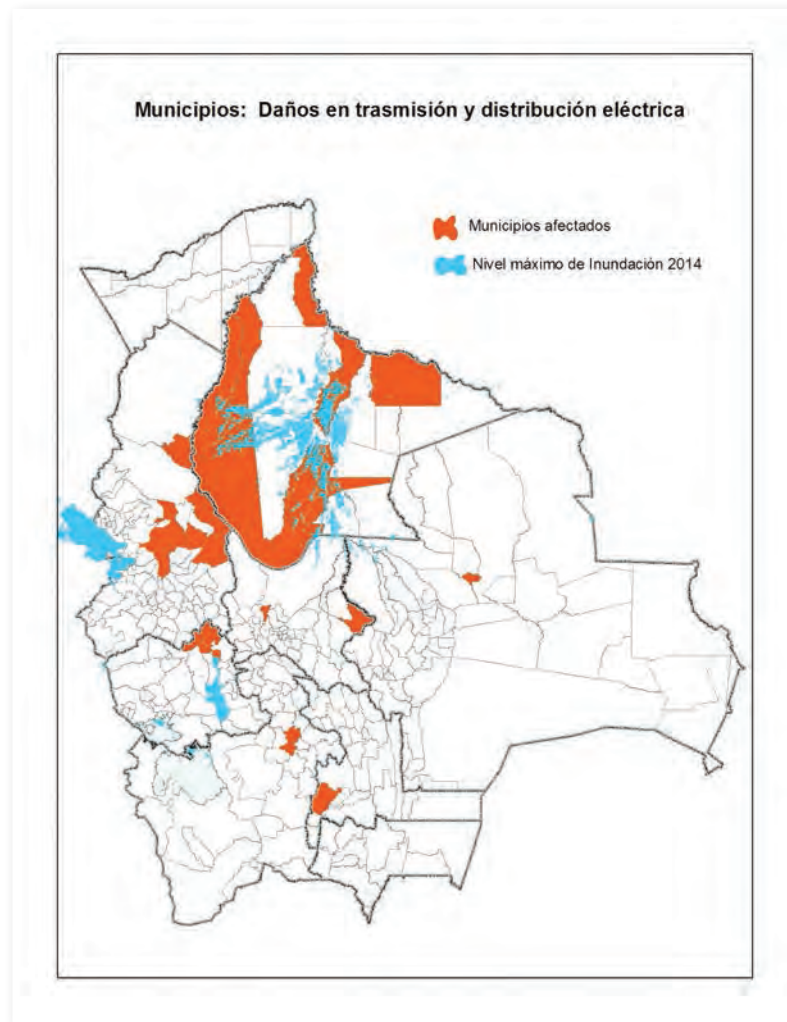 Municipios: Daños en trasmisión y distribución eléctrica
Municipios afectados
Nivel máximo de Inundación 2014